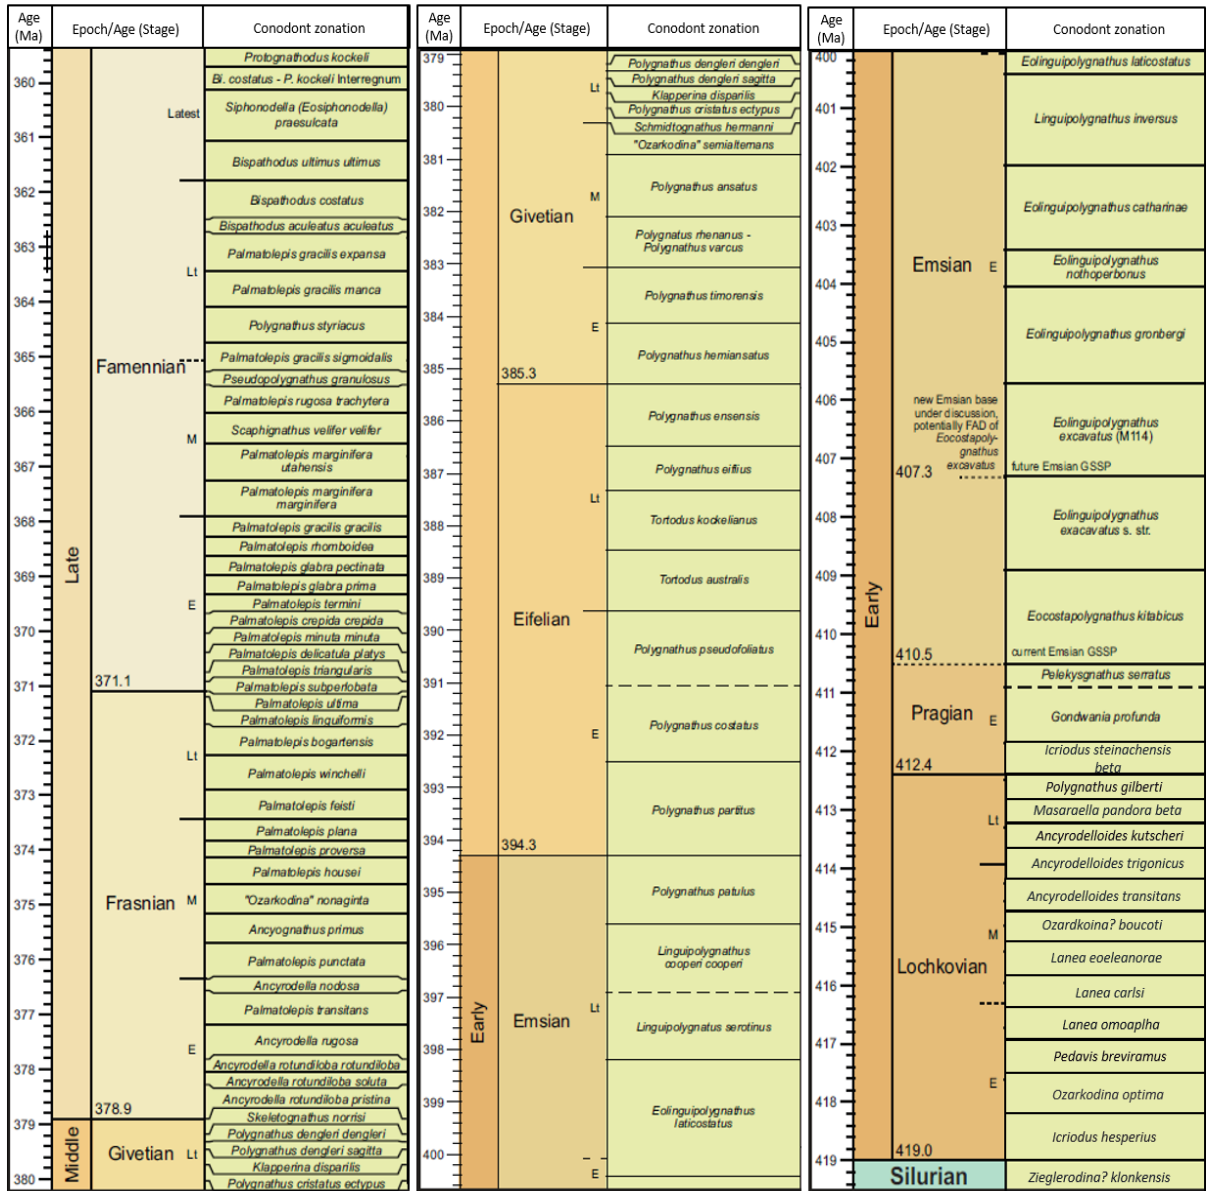 Age
(Ma)
Epoch/Age (Stage)
Conodont zonation
360
361
362
363
364
365
366
367
368
369
370
371
372
373
374
375
376
377
378
379
380
Late
Middle
Famennian
Latest
Lt
M
E
371.1
Frasnian
Lt
M
E
378.9
Givetian
Lt
Protognathodus kockeli
Bi. costatus - P. kockeli Interregnum
Siphonodella (Eosiphonodella)
praesulcata
Bispathodus ultimus ultimus
Bispathodus costatus
Bispathodus aculeatus aculeatus
Palmatolepis gracilis expansa
Palmatolepis gracilis manca
Polygnathus styriacus
Palmatolepis gracilis sigmoidalis
Pseudopolygnathus granulosus
Palmatolepis rugosa trachytera
Scaphignathus velifer velifer
Palmatolepis marginifera
utahensis
Palmatolepis marginifera
marginifera
Palmatolepis gracilis gracilis
Palmatolepis rhomboidea
Palmatolepis glabra pectinata
Palmatolepis glabra prima
Palmatolepis termini
Palmatolepis crepida crepida
Palmatolepis minuta minuta
Palmatolepis delicatula platys
Palmatolepis triangularis
Palmatolepis subperlobata
Palmatolepis ultima
Palmatolepis linguiformis
Palmatolepis bogartensis
Palmatolepis winchelli
Palmatolepis feisti
Palmatolepis plana
Palmatolepis proversa
Palmatolepis housei
"Ozarkodina" nonaginta
Ancyognathus primus
Palmatolepis punctata
Ancyrodella nodosa
Palmatolepis transitans
Ancyrodella rugosa
Ancyrodella rotundiloba rotundiloba
Ancyrodella rotundiloba soluta
Ancyrodella rotundiloba pristina
Skeletognathus norrisi
Polygnathus dengleri dengleri
Polygnathus dengleri sagitta
Klapperina disparilis
Polygnathus cristatus ectypus
Age
(Ma)
Epoch/Age (Stage)
Conodont zonation
379
380
381
382
383
384
385
386
387
388
389
390
391
392
393
394
395
396
397
398
399
400
Early
Givetian
Lt
M
E
385.3
Eifelian
Lt
E
394.3
Emsian
Lt
E
Polygnathus dengleri dengleri
Polygnathus dengleri sagitta
Klapperina disparilis
Polygnathus cristatus ectypus
Schmidtognathus hermanni
"Ozarkodina" semialternans
Polygnathus ansatus
Polygnatus rhenanus -
Polygnathus varcus
Polygnathus timorensis
Polygnathus hemiansatus
Polygnathus ensensis
Polygnathus eiflius
Tortodus kockelianus
Tortodus australis
Polygnathus pseudofoliatus
Polygnathus costatus
Polygnathus partitus
Polygnathus patulus
Linguipolygnathus
cooperi cooperi
Linguipolygnatus serotinus
Eolinguipolygnathus
laticostatus
Age
(Ma)
Epoch/Age (Stage)
Conodont zonation
400
401
402
403
404
405
406
407
408
409
410
411
412
413
414
415
416
417
418
419
Early
Emsian
E
new Emsian base
under discussion,
potentially FAD of
Eocostapoly-
gnathus
excavatus
407.3
410.5
Pragian
E
412.4
Lochkovian
Lt
M
E
419.0
Silurian
Eolinguipolygnathus laticostatus
Linguipolygnathus inversus
Eolinguipolygnathus catharinae
Eolinguipolygnathus
nothoperbonus
Eolinguipolygnathus gronbergi
Eolinguipolygnathus
excavatus (M114)
future Emsian GSSP
Eolinguipolygnathus
exacavatus s. str.
Eocostapolygnathus kitabicus
current Emsian GSSP
Pelekysgnathus serratus
Gondwania profunda
Icriodus steinachensis
beta
Polygnathus gilberti
Masaraella pandora beta
Ancyrodelloides kutscheri
Ancyrodelloides trigonicus
Ancyrodelloides transitans
Ozardkoina? boucoti
Lanea eoeleanorae
Lanea carlsi
Lanea omoaplha
Pedavis breviramus
Ozarkodina optima
Icriodus hesperius
Zieglerodina? klonkensis